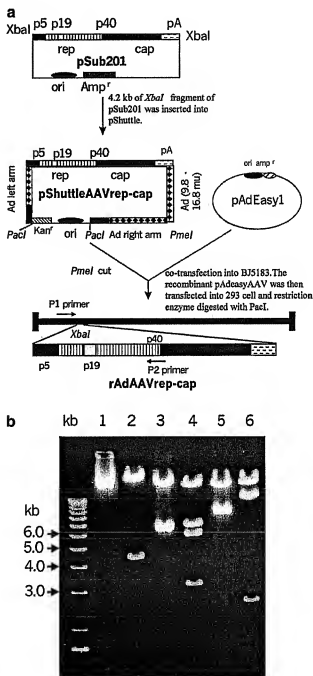 a
XbaI p5 p19 p40 pA XbaI
rep cap
pSub201
ori Amp r
4.2 kb of XbaI fragment of
pSub201 was inserted into
pShuttle.
p5 p19 p40 pA
rep cap
Ad left arm
pShuttleAAVrep-cap
Ad (9.8 -
16.8 mu)
ori amp r
pAdEasy1
PacI Kan r ori PacI Ad right arm PmeI
PmeI cut
co-transfection into BJ5183.The
recombinant pAdeasyAAV was then
transfected into 293 cell and restriction
enzyme digested with PacI.
P1 primer
XbaI
p40
p5 p19 P2 primer
rAdAAVrep-cap
b
kb 1 2 3 4 5 6
kb
6.0
5.0
4.0
3.0